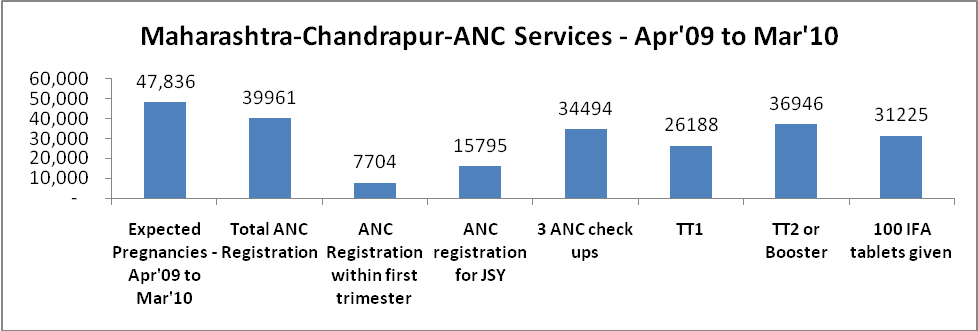 Maharashtra-Chandrapur-ANC Services - Apr'09 to Mar'10
60,000
50,000
40,000
30,000
20,000
10,000
-
47,836
39961
7704
15795
34494
26188
36946
31225
Expected
Pregnancies -
Apr'09 to
Mar'10
Total ANC
Registration
ANC
Registration
within first
trimester
ANC
registration
for JSY
3 ANC check
ups
TT1
TT2 or
Booster
100 IFA
tablets given